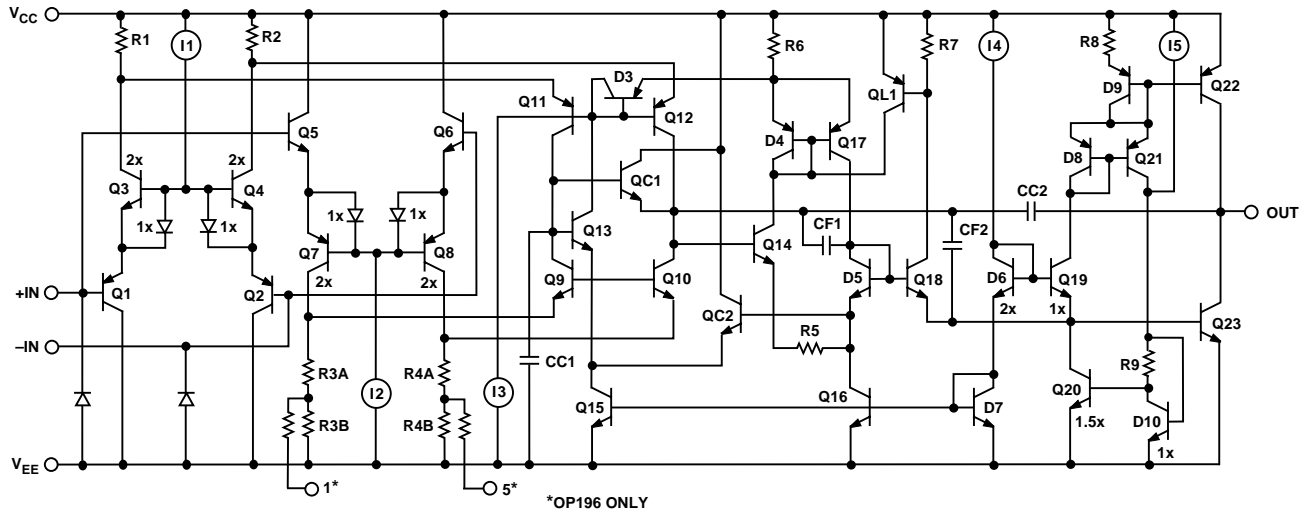 VCC
R1
I1
R2
R6
R7
I4
R8
I5
D3
D9
Q11
QL1
Q22
Q5
Q6
Q12
D4
Q17
D8
Q21
2x
2x
QC1
Q3
Q4
1x
1x
1x
1x
CC2
OUT
CF1
CF2
Q7
Q8
Q13
Q14
2x
2x
Q9
Q10
D5
Q18
D6
Q19
+IN
Q1
Q2
QC2
2x
1x
Q23
–IN
R5
CC1
R9
R3A
R4A
I2
I3
Q15
Q16
D7
Q20
R3B
R4B
1.5x
D10
1x
VEE
1*
5*
*OP196 ONLY